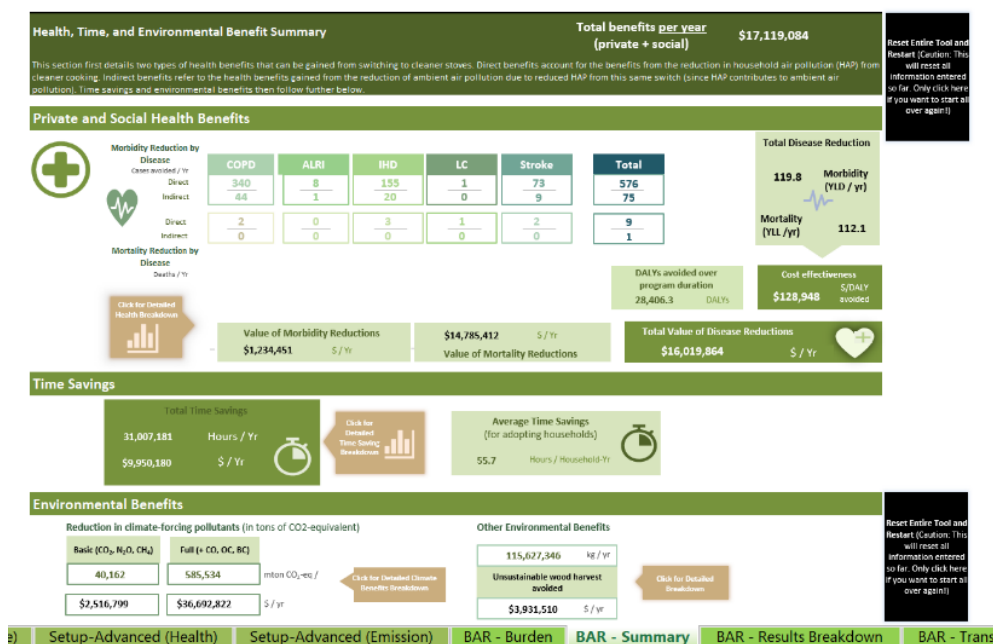 Health, Time, and Environmental Benefit Summary
Total benefits per year
(private + social)
$17,119,084
This section first details two types of health benefits that can be gained from switching to cleaner stoves. Direct benefits account for the benefits from the reduction in household air pollution (HAP) from
cleaner cooking. Indirect benefits refer to the health benefits gained from the reduction of ambient air pollution due to reduced HAP from this same switch (since HAP contributes to ambient air
pollution). Time savings and environmental benefits then follow further below.
Reset Entire Tool and
Restart (Caution: This
will reset all
information entered
so far. Only click here
if you want to start all
over again!)
Private and Social Health Benefits
Morbidity Reduction by
Disease
Cases avoided / Yr
COPD ALRI IHD LC Stroke Total
Direct 340 8 155 1 73 576
Indirect 44 1 20 0 9 75
Direct 2 0 3 1 2 9
Indirect 0 0 0 0 0 1
Mortality Reduction by
Disease
Deaths / Yr
Total Disease Reduction
119.8 Morbidity
(YLD / yr)
Mortality
(YLL /yr) 112.1
DALYs avoided over
program duration
28,406.3 DALYs
Cost effectiveness
$128,948 $/DALY
avoided
Click for Detailed
Health Breakdown
Value of Morbidity Reductions
$1,234,451 $ / Yr
$14,785,412 $ / Yr
Value of Mortality Reductions
Total Value of Disease Reductions
$16,019,864 $ / Yr
Time Savings
Total Time Savings
31,007,181 Hours / Yr
$9,950,180 $ / Yr
Click for
Detailed
Time Saving
Breakdown
Average Time Savings
(for adopting households)
55.7 Hours / Household-Yr
Environmental Benefits
Reduction in climate-forcing pollutants (in tons of CO2-equivalent)
Basic (CO₂, N₂O, CH₄) Full (+ CO, OC, BC)
40,162 585,534 mton CO₂-eq /
$2,516,799 $36,692,822 $ / yr
Click for Detailed Climate
Benefits Breakdown
Other Environmental Benefits
115,627,346 kg / yr
Unsustainable wood harvest
avoided
$3,931,510 $ / yr
Click for Detailed
Breakdown
Reset Entire Tool and
Restart (Caution: This
will reset all
information entered
so far. Only click here
if you want to start all
over again!)
e) Setup-Advanced (Health) Setup-Advanced (Emission) BAR - Burden BAR - Summary BAR - Results Breakdown BAR - Trans